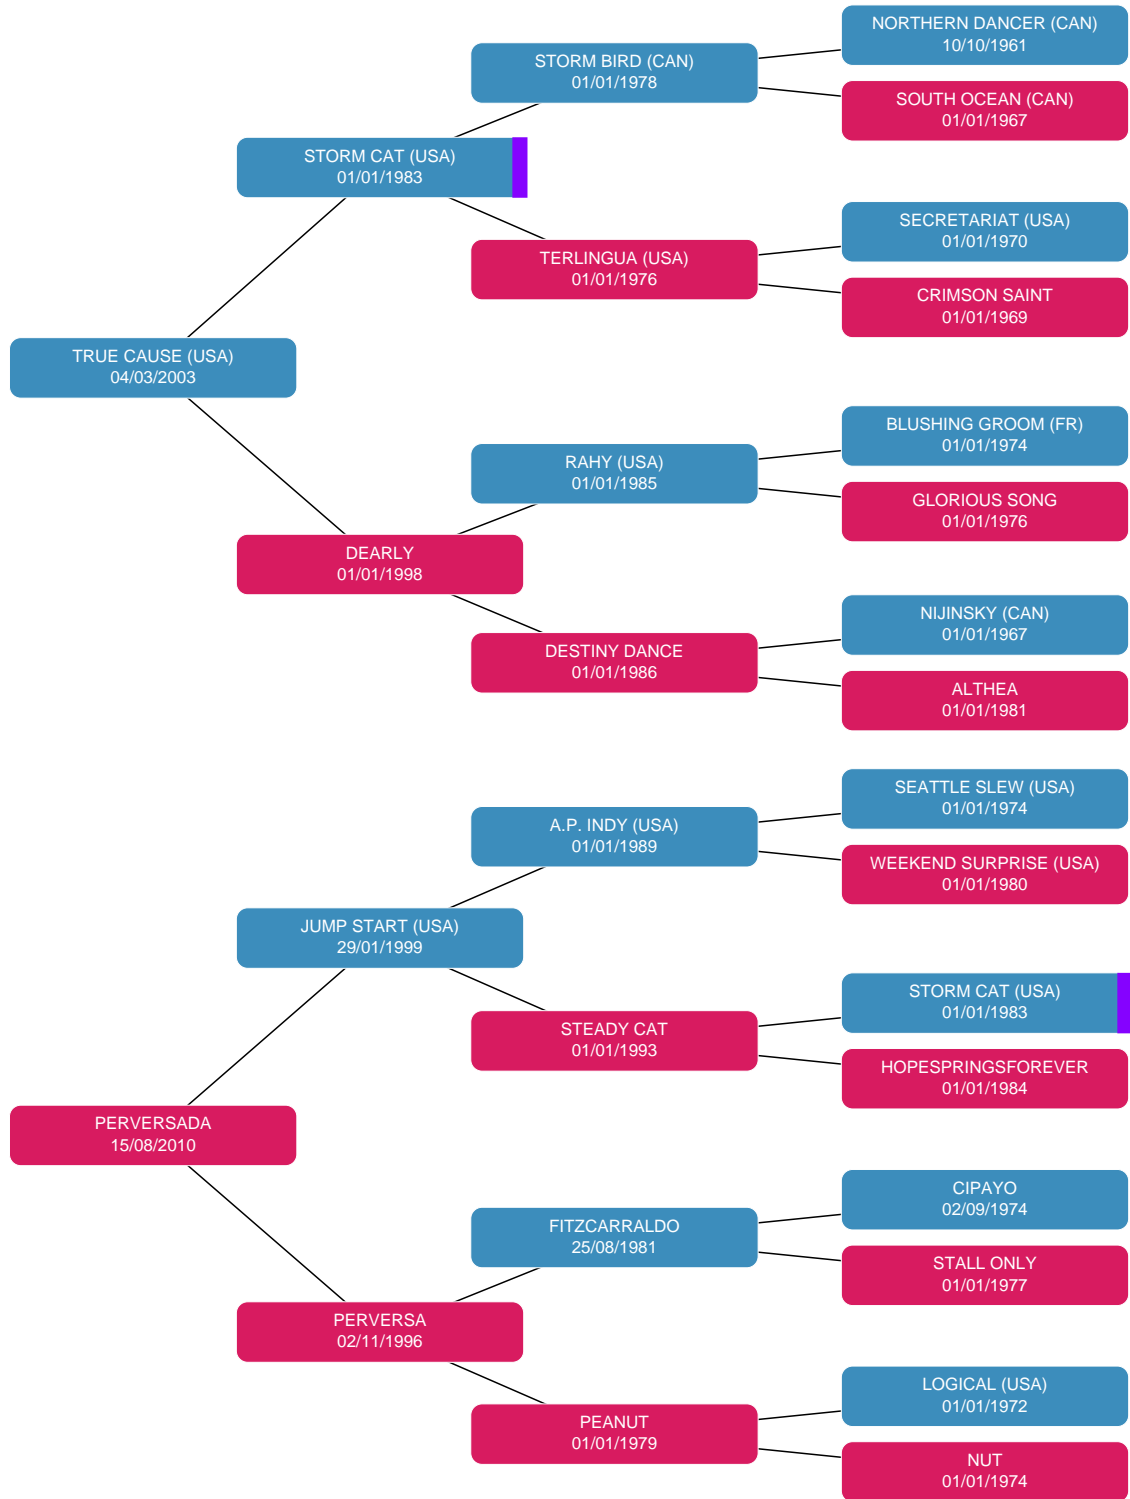 NORTHERN DANCER (CAN)
10/10/1961
STORM BIRD (CAN)
01/01/1978
SOUTH OCEAN (CAN)
01/01/1967
STORM CAT (USA)
01/01/1983
SECRETARIAT (USA)
01/01/1970
TERLINGUA (USA)
01/01/1976
CRIMSON SAINT
01/01/1969
TRUE CAUSE (USA)
04/03/2003
BLUSHING GROOM (FR)
01/01/1974
RAHY (USA)
01/01/1985
GLORIOUS SONG
01/01/1976
DEARLY
01/01/1998
NIJINSKY (CAN)
01/01/1967
DESTINY DANCE
01/01/1986
ALTHEA
01/01/1981
SEATTLE SLEW (USA)
01/01/1974
A.P. INDY (USA)
01/01/1989
WEEKEND SURPRISE (USA)
01/01/1980
JUMP START (USA)
29/01/1999
STORM CAT (USA)
01/01/1983
STEADY CAT
01/01/1993
HOPESPRINGSFOREVER
01/01/1984
PERVERSADA
15/08/2010
CIPAYO
02/09/1974
FITZCARRALDO
25/08/1981
STALL ONLY
01/01/1977
PERVERSA
02/11/1996
LOGICAL (USA)
01/01/1972
PEANUT
01/01/1979
NUT
01/01/1974